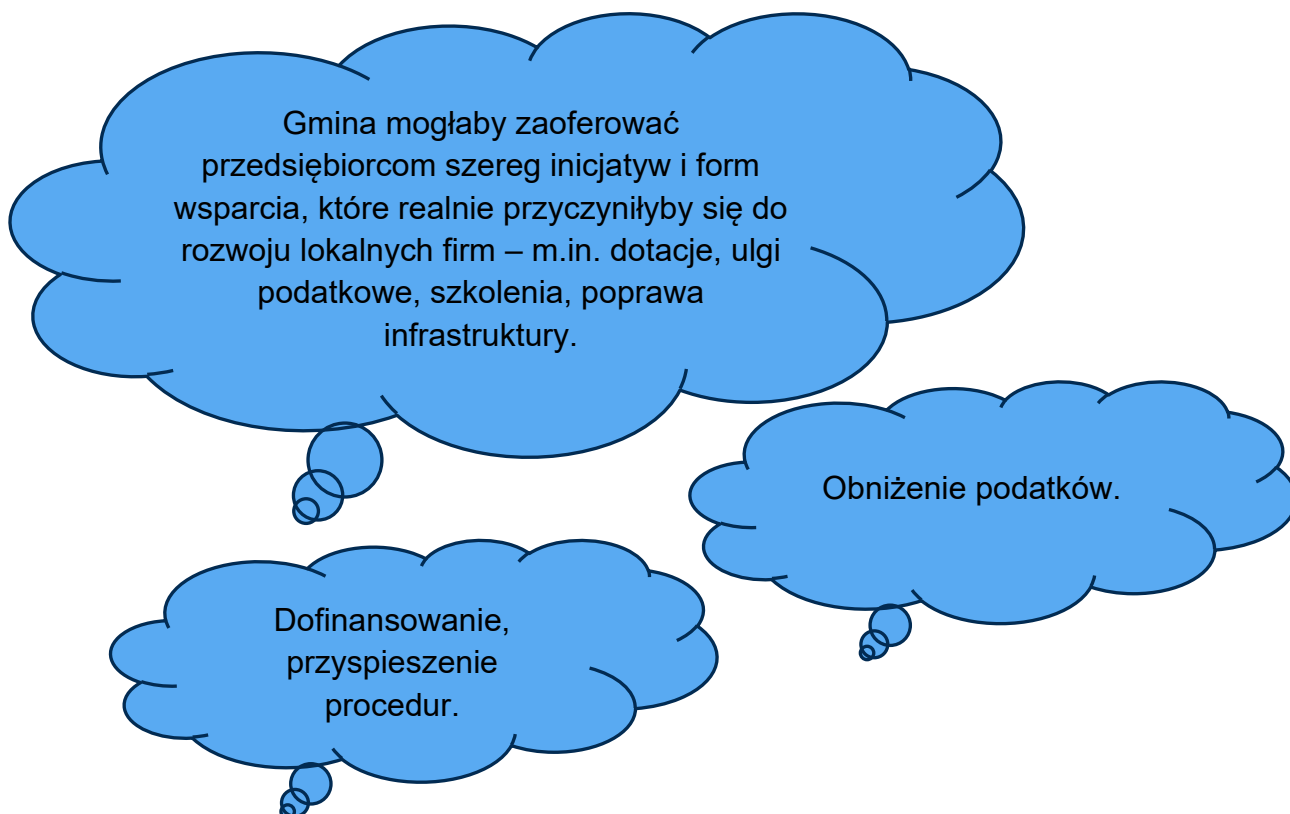 Gmina mogłaby zaoferować
przedsiębiorcom szereg inicjatyw i form
wsparcia, które realnie przyczyniłyby się do
rozwoju lokalnych firm – m.in. dotacje, ulgi
podatkowe, szkolenia, poprawa
infrastruktury.
Obniżenie podatków.
Dofinansowanie,
przyspieszenie
procedur.